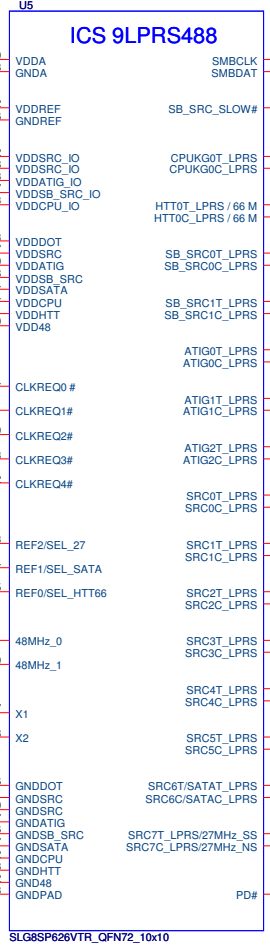 U5
ICS 9LPRS488
VDDA SMBCLK
GNDA SMBDAT
VDDREF SB_SRC_SLOW#
GNDREF
VDDSRC_IO CPUKG0T_LPRS
VDDSRC_IO CPUKG0C_LPRS
VDDATIG_IO
VDDSB_SRC_IO
VDDCPU_IO HTT0T_LPRS / 66 M
HTT0C_LPRS / 66 M
VDDDOT
VDDSRC SB_SRC0T_LPRS
VDDATIG SB_SRC0C_LPRS
VDDSB_SRC
VDDSATA
VDDCPU SB_SRC1T_LPRS
VDDHTT SB_SRC1C_LPRS
VDD48
ATIG0T_LPRS
ATIG0C_LPRS
CLKREQ0 #
ATIG1T_LPRS
CLKREQ1# ATIG1C_LPRS
CLKREQ2#
ATIG2T_LPRS
CLKREQ3# ATIG2C_LPRS
CLKREQ4#
SRC0T_LPRS
SRC0C_LPRS
REF2/SEL_27 SRC1T_LPRS
SRC1C_LPRS
REF1/SEL_SATA
REF0/SEL_HTT66 SRC2T_LPRS
SRC2C_LPRS
48MHz_0 SRC3T_LPRS
SRC3C_LPRS
48MHz_1
SRC4T_LPRS
SRC4C_LPRS
X1
X2 SRC5T_LPRS
SRC5C_LPRS
GNDDOT SRC6T/SATAT_LPRS
GNDSRC SRC6C/SATAC_LPRS
GNDSRC
GNDATIG
GNDSB_SRC SRC7T_LPRS/27MHz_SS
GNDSATA SRC7C_LPRS/27MHz_NS
GNDCPU
GNDHTT
GND48
GNDPAD PD#
SLG8SP626VTR_QFN72_10x10